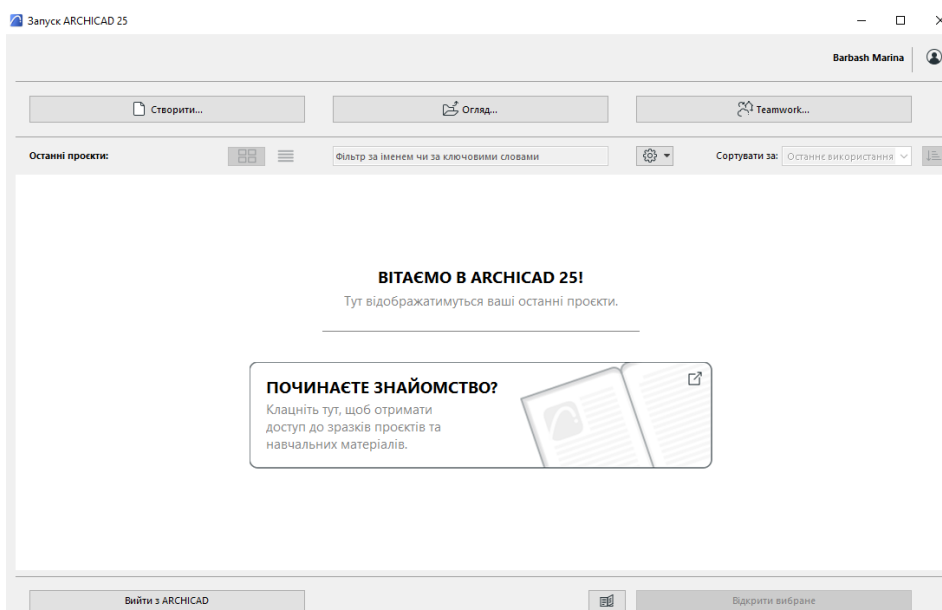 Запуск ARCHICAD 25
Barbash Marina
Створити...
Огляд...
Teamwork...
Останні проєкти:
Фільтр за іменем чи за ключовими словами
Сортувати за:
Останнє використання
ВІТАЄМО В ARCHICAD 25!
Тут відображатимуться ваші останні проєкти.
ПОЧИНАЄТЕ ЗНАЙОМСТВО?
Клацніть тут, щоб отримати
доступ до зразків проєктів та
навчальних матеріалів.
Вийти з ARCHICAD
Відкрити вибране